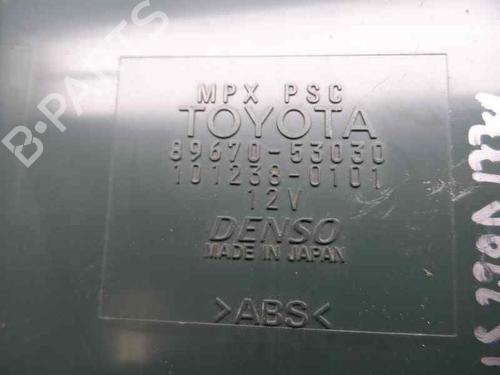 B-PARTS
MPX PSC
TOYOTA
89670-53030
101238-0101
12V
DENSO
MADE IN JAPAN
>ABS<